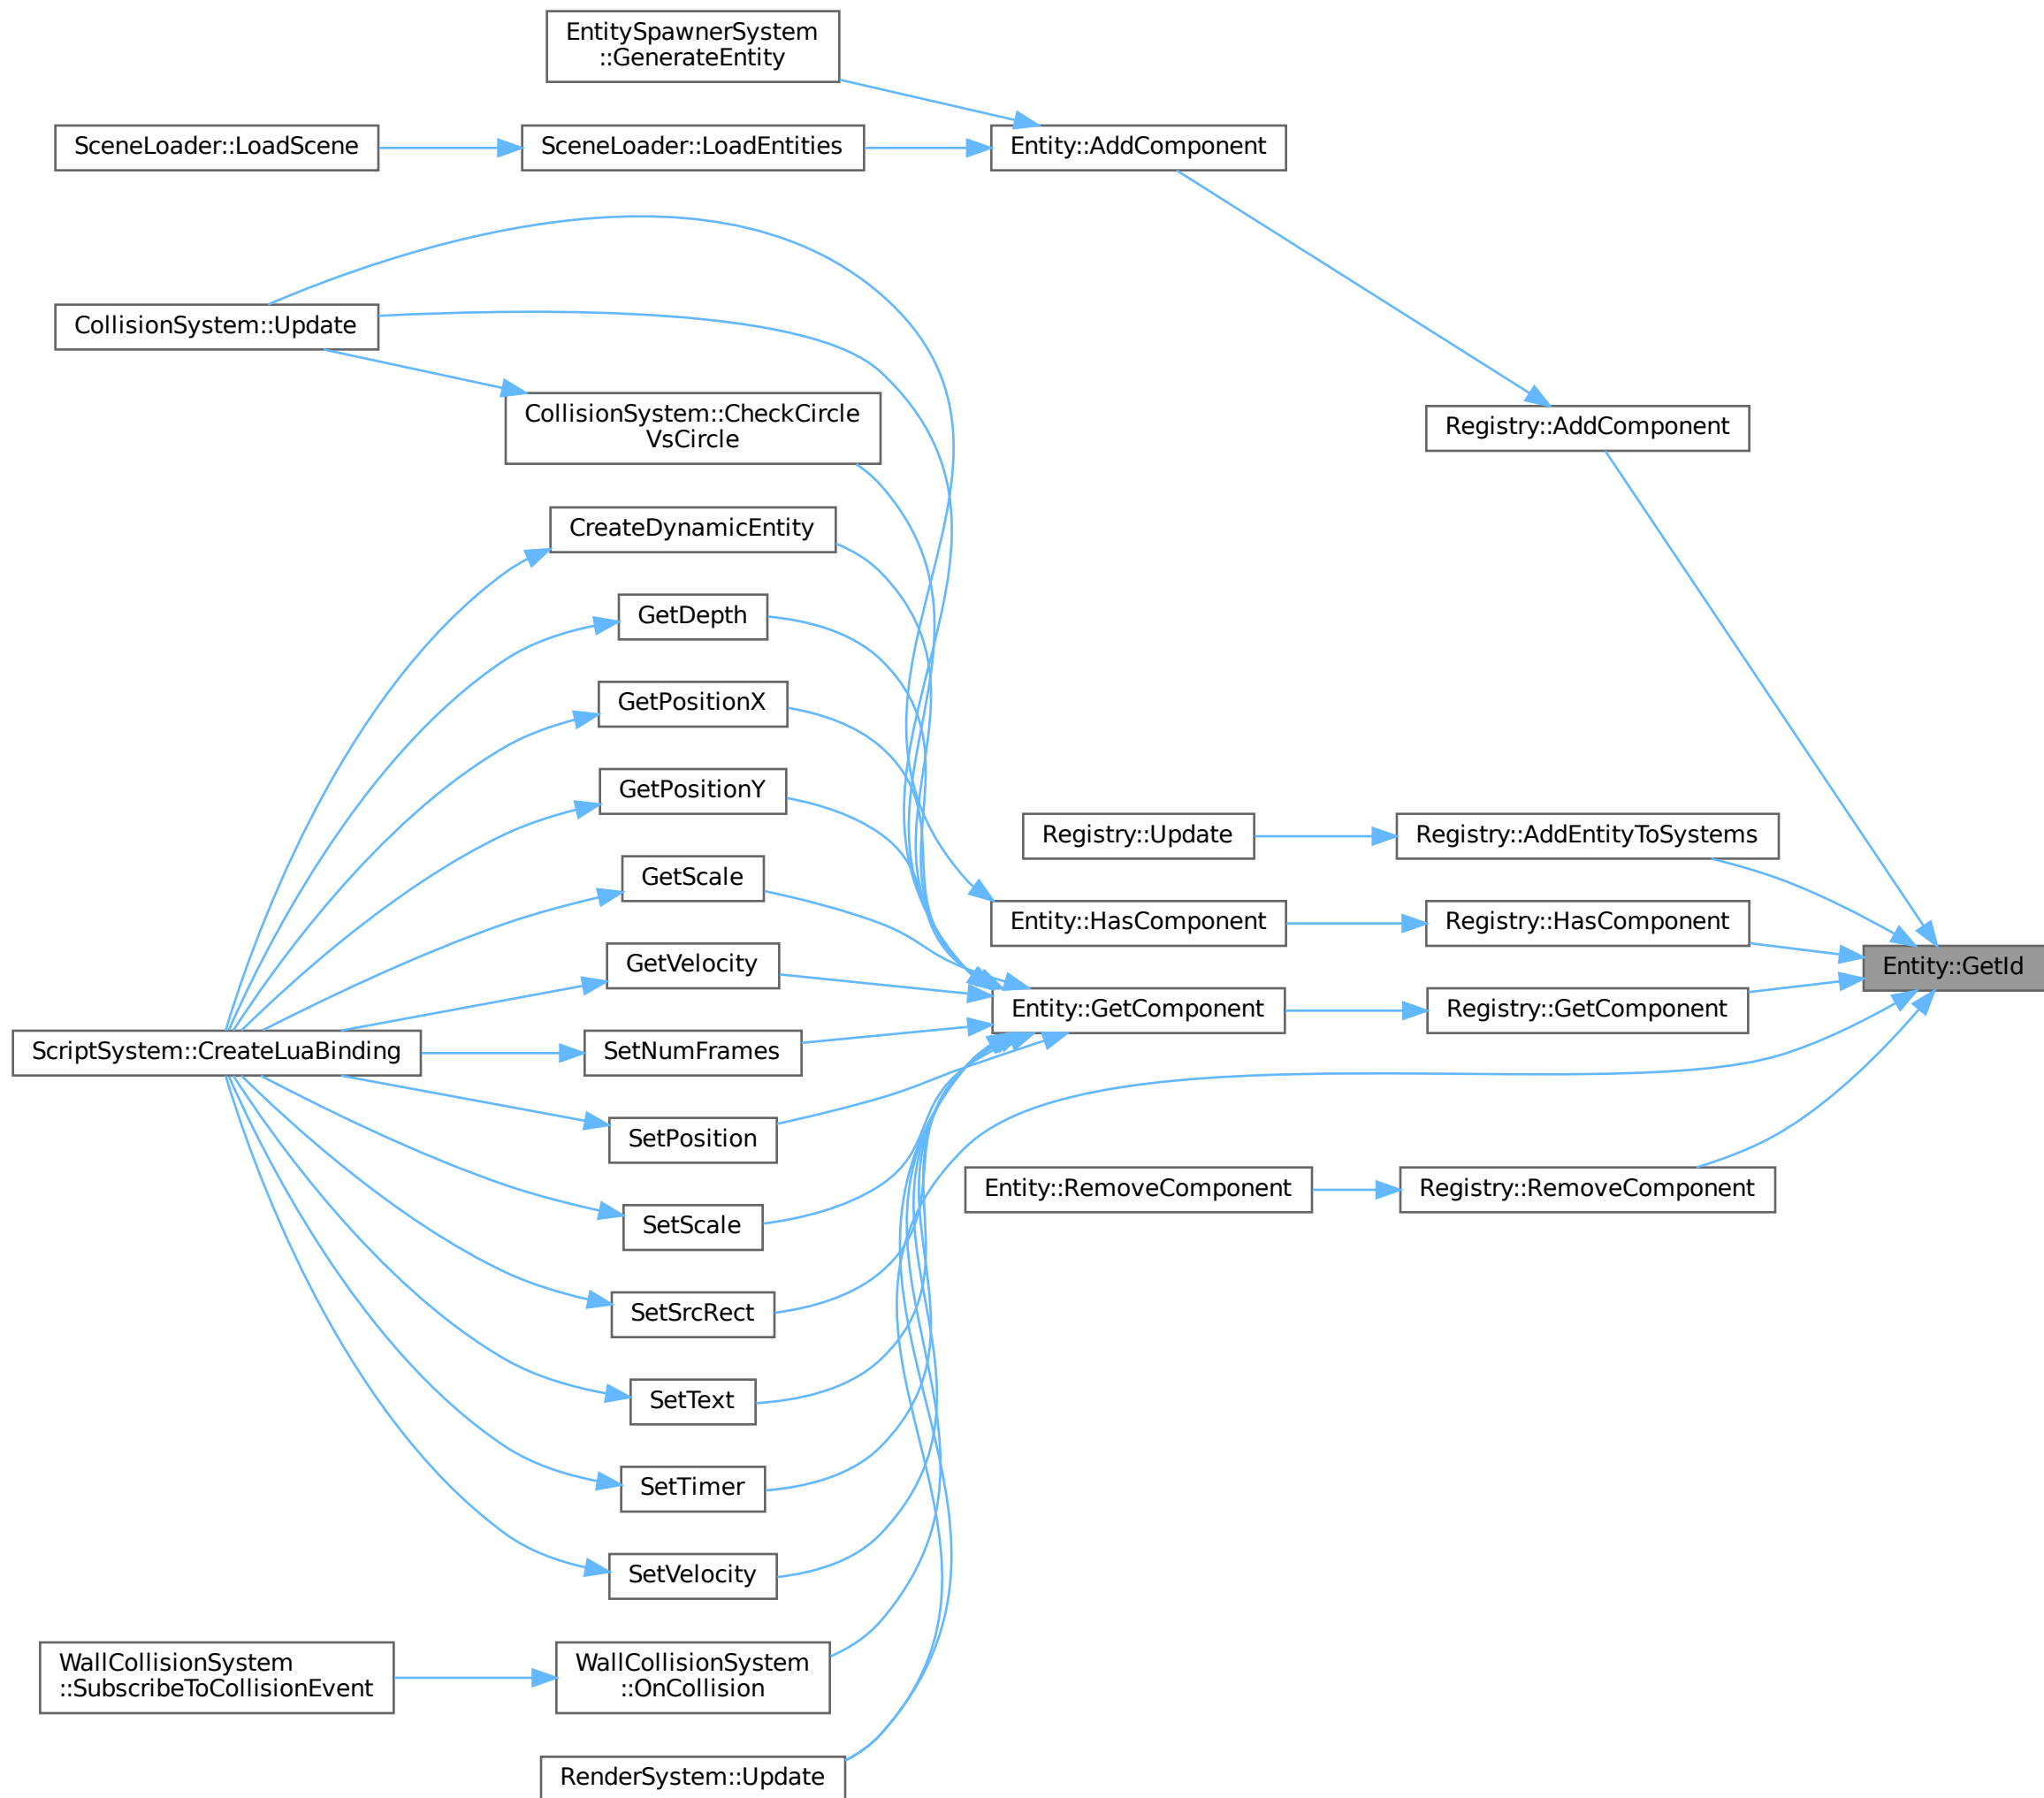 EntitySpawnerSystem
::GenerateEntity
SceneLoader::LoadScene
SceneLoader::LoadEntities
Entity::AddComponent
CollisionSystem::Update
CollisionSystem::CheckCircle
VsCircle
Registry::AddComponent
CreateDynamicEntity
GetDepth
GetPositionX
GetPositionY
Registry::Update
Registry::AddEntityToSystems
GetScale
Entity::HasComponent
Registry::HasComponent
GetVelocity
Entity::GetId
Entity::GetComponent
Registry::GetComponent
ScriptSystem::CreateLuaBinding
SetNumFrames
SetPosition
Entity::RemoveComponent
Registry::RemoveComponent
SetScale
SetSrcRect
SetText
SetTimer
SetVelocity
WallCollisionSystem
::SubscribeToCollisionEvent
WallCollisionSystem
::OnCollision
RenderSystem::Update